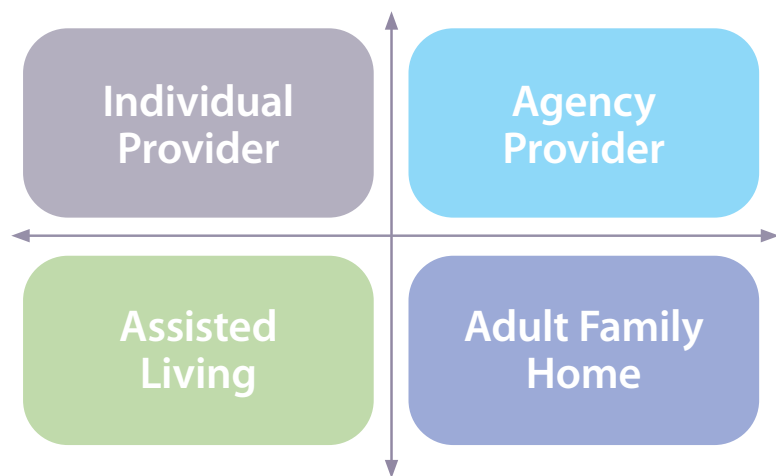 Individual
Provider
Agency
Provider
Assisted
Living
Adult Family
Home